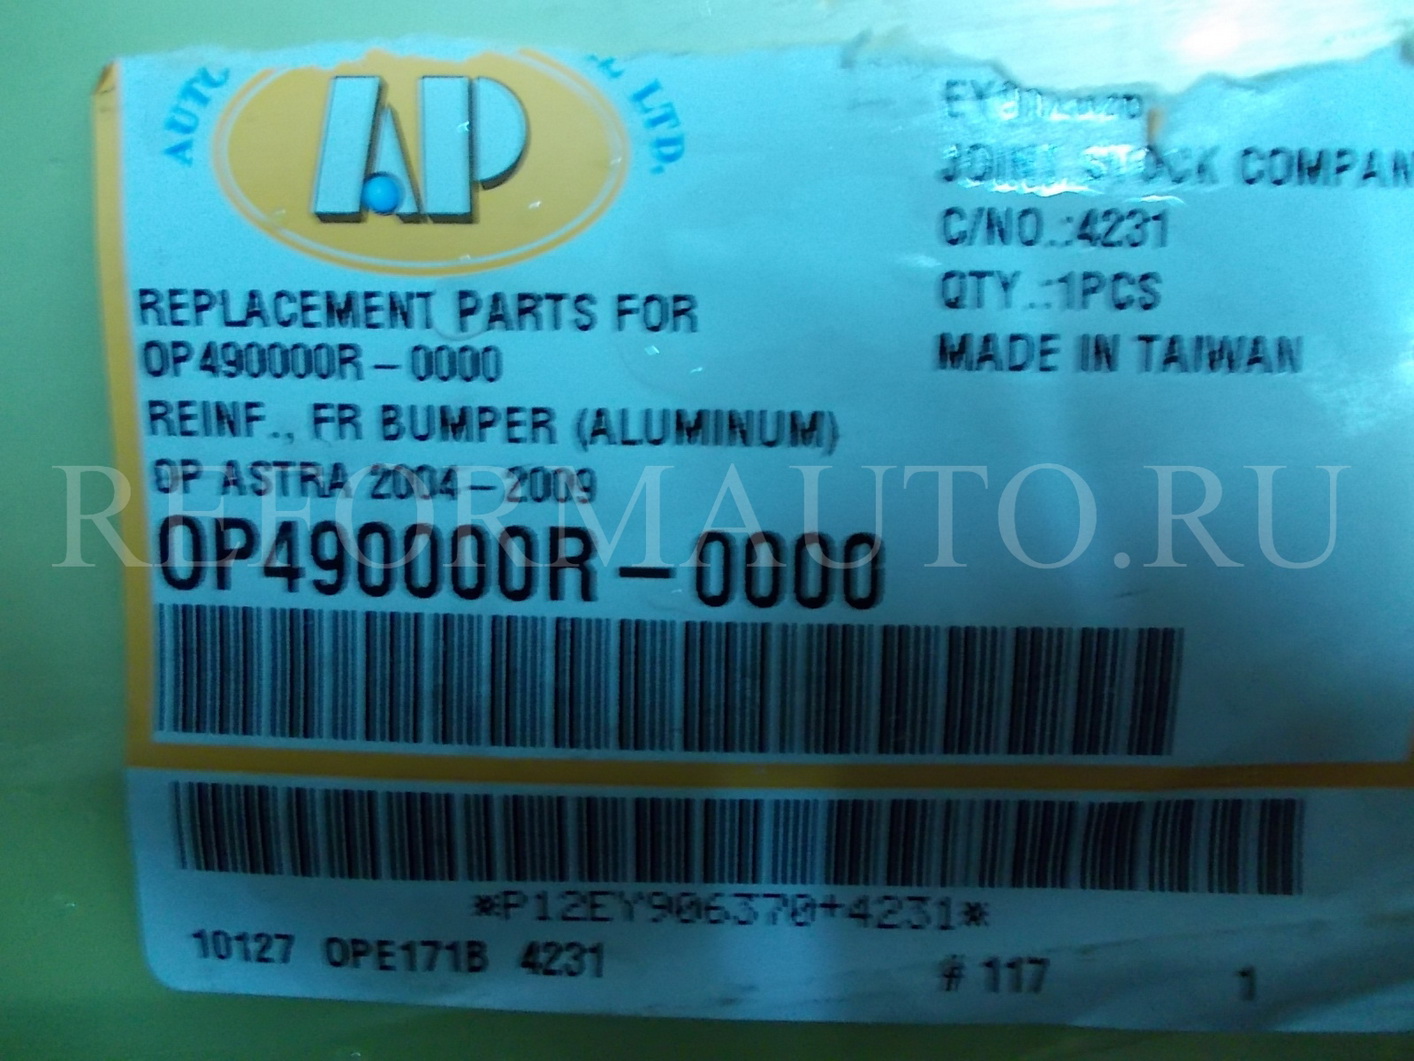 AP
LTD.
JOINT STOCK COMPAN
C/NO.:4231
QTY.:1PCS
MADE IN TAIWAN
REPLACEMENT PARTS FOR
OP490000R-0000
REINF., FR BUMPER (ALUMINUM)
OP ASTRA 2004-2009
REFORMAUTO.RU
OP490000R-0000
*P12EY906370+4231*
10127 OPE171B 4231 #117 1